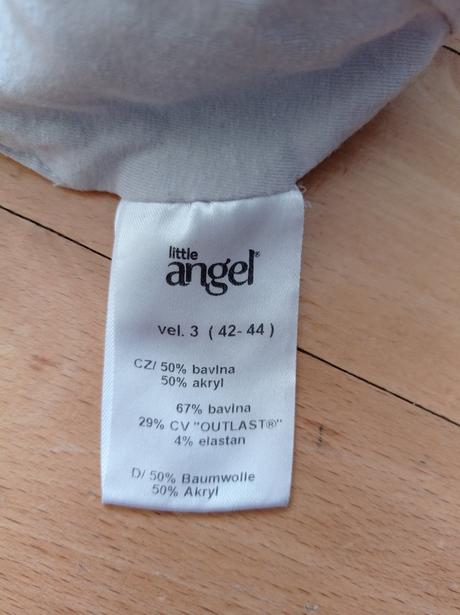 little
angel®
vel. 3 ( 42-44 )
CZ/ 50% bavlna
50% akryl
67% bavlna
29% CV "OUTLAST®"
4% elastan
D/ 50% Baumwolle
50% Akryl